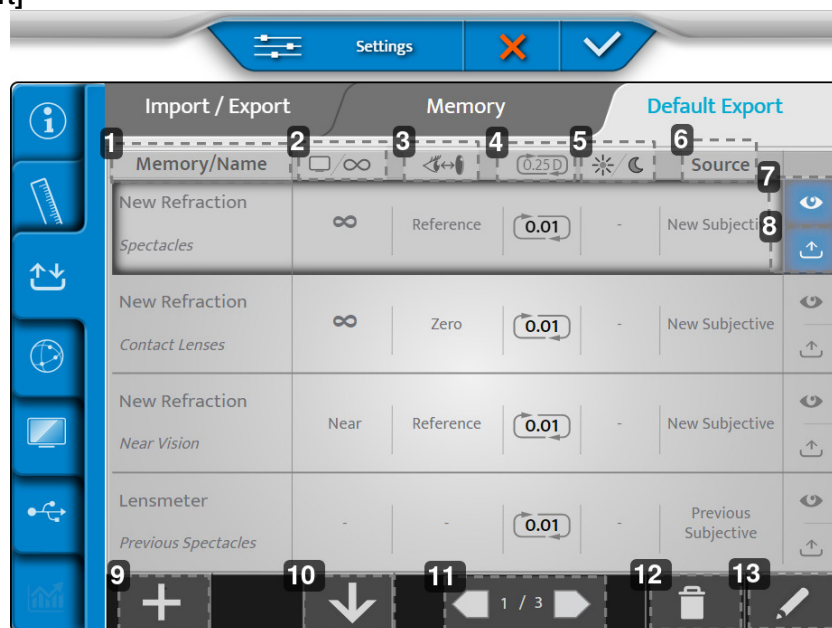 Settings
Import / Export
Memory
Default Export
1
2
3
4
5
6
Memory/Name
0.25 D
Source
7
8
New Refraction
Spectacles
∞
Reference
0.01
-
New Subjecti
New Refraction
Contact Lenses
∞
Zero
0.01
-
New Subjective
New Refraction
Near Vision
Near
Reference
0.01
-
New Subjective
Lensmeter
Previous Spectacles
-
-
0.01
-
Previous
Subjective
9
10
11
12
13
1 / 3